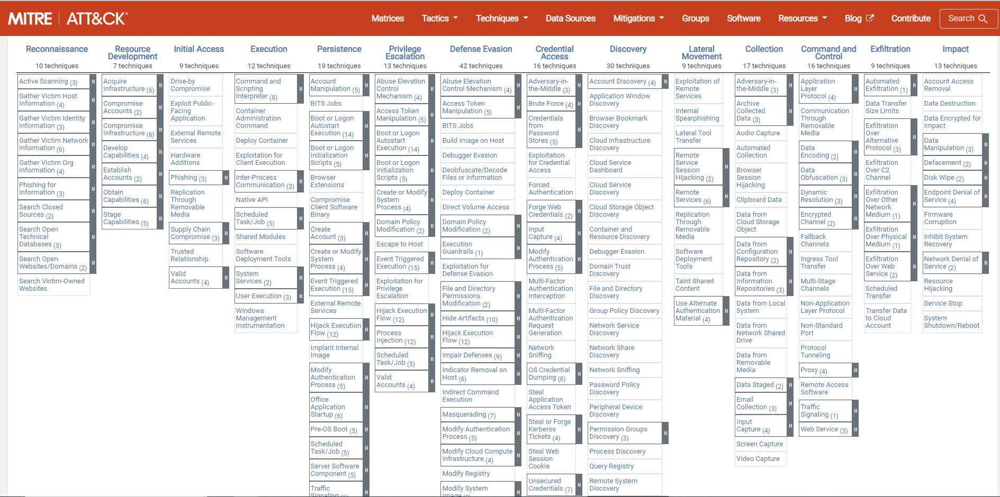 MITRE | ATT&CK®
Matrices
Tactics
Techniques
Data Sources
Mitigations
Groups
Software
Resources
Blog
Contribute
Search
Reconnaissance
10 techniques
Active Scanning (3)
Gather Victim Host
Information (4)
Gather Victim Identity
Information (3)
Gather Victim Network
Information (6)
Gather Victim Org
Information (4)
Phishing for
Information (3)
Search Closed
Sources (2)
Search Open
Technical
Databases (5)
Search Open
Websites/Domains (2)
Search Victim-Owned
Websites
Resource
Development
7 techniques
Acquire
Infrastructure (6)
Compromise
Accounts (2)
Compromise
Infrastructure (6)
Develop
Capabilities (4)
Establish
Accounts (2)
Obtain
Capabilities (6)
Stage
Capabilities (5)
Initial Access
9 techniques
Drive-by
Compromise
Exploit Public-
Facing
Application
External Remote
Services
Hardware
Additions
Phishing (3)
Replication
Through
Removable
Media
Supply Chain
Compromise (3)
Trusted
Relationship
Valid
Accounts (4)
Execution
12 techniques
Command and
Scripting
Interpreter (8)
Container
Administration
Command
Deploy Container
Exploitation for
Client Execution
Inter-Process
Communication (3)
Native API
Scheduled
Task/Job (5)
Shared Modules
Software
Deployment Tools
System
Services (2)
User Execution (3)
Windows
Management
Instrumentation
Persistence
19 techniques
Account
Manipulation (5)
BITS Jobs
Boot or Logon
Autostart
Execution (14)
Boot or Logon
Initialization
Scripts (5)
Browser
Extensions
Compromise
Client Software
Binary
Create
Account (3)
Create or Modify
System
Process (4)
Event Triggered
Execution (15)
External Remote
Services
Hijack Execution
Flow (12)
Implant Internal
Image
Modify
Authentication
Process (5)
Office
Application
Startup (6)
Pre-OS Boot (5)
Scheduled
Task/Job (5)
Server Software
Component (5)
Traffic
Signaling (1)
Privilege
Escalation
13 techniques
Abuse Elevation
Control
Mechanism (4)
Access Token
Manipulation (5)
Boot or Logon
Autostart
Execution (14)
Boot or Logon
Initialization
Scripts (5)
Create or Modify
System
Process (4)
Domain Policy
Modification (2)
Escape to Host
Event Triggered
Execution (15)
Exploitation for
Privilege
Escalation
Hijack Execution
Flow (12)
Process
Injection (12)
Scheduled
Task/Job (5)
Valid
Accounts (4)
Defense Evasion
42 techniques
Abuse Elevation
Control Mechanism (4)
Access Token
Manipulation (5)
BITS Jobs
Build Image on Host
Debugger Evasion
Deobfuscate/Decode
Files or Information
Deploy Container
Direct Volume Access
Domain Policy
Modification (2)
Execution
Guardrails (1)
Exploitation for
Defense Evasion
File and Directory
Permissions
Modification (2)
Hide Artifacts (10)
Hijack Execution
Flow (12)
Impair Defenses (9)
Indicator Removal on
Host (6)
Indirect Command
Execution
Masquerading (7)
Modify Authentication
Process (5)
Modify Cloud Compute
Infrastructure (4)
Modify Registry
Modify System
Image (2)
Credential
Access
16 techniques
Adversary-in-
the-Middle (3)
Brute Force (4)
Credentials
from
Password
Stores (5)
Exploitation
for Credential
Access
Forced
Authentication
Forge Web
Credentials (2)
Input
Capture (4)
Modify
Authentication
Process (5)
Multi-Factor
Authentication
Interception
Multi-Factor
Authentication
Request
Generation
Network
Sniffing
OS Credential
Dumping (8)
Steal
Application
Access Token
Steal or Forge
Kerberos
Tickets (4)
Steal Web
Session
Cookie
Unsecured
Credentials (7)
Discovery
30 techniques
Account Discovery (4)
Application Window
Discovery
Browser Bookmark
Discovery
Cloud Infrastructure
Discovery
Cloud Service
Dashboard
Cloud Service
Discovery
Cloud Storage Object
Discovery
Container and
Resource Discovery
Debugger Evasion
Domain Trust
Discovery
File and Directory
Discovery
Group Policy Discovery
Network Service
Discovery
Network Share
Discovery
Network Sniffing
Password Policy
Discovery
Peripheral Device
Discovery
Permission Groups
Discovery (3)
Process Discovery
Query Registry
Remote System
Discovery
Lateral
Movement
9 techniques
Exploitation of
Remote
Services
Internal
Spearphishing
Lateral Tool
Transfer
Remote
Service
Session
Hijacking (2)
Remote
Services (6)
Replication
Through
Removable
Media
Software
Deployment
Tools
Taint Shared
Content
Use Alternate
Authentication
Material (4)
Collection
17 techniques
Adversary-in-
the-Middle (3)
Archive
Collected
Data (3)
Audio Capture
Automated
Collection
Browser
Session
Hijacking
Clipboard Data
Data from
Cloud Storage
Object
Data from
Configuration
Repository (2)
Data from
Information
Repositories (3)
Data from Local
System
Data from
Network Shared
Drive
Data from
Removable
Media
Data Staged (2)
Email
Collection (3)
Input
Capture (4)
Screen Capture
Video Capture
Command and
Control
16 techniques
Application
Layer
Protocol (4)
Communication
Through
Removable
Media
Data
Encoding (2)
Data
Obfuscation (3)
Dynamic
Resolution (3)
Encrypted
Channel (2)
Fallback
Channels
Ingress Tool
Transfer
Multi-Stage
Channels
Non-Application
Layer Protocol
Non-Standard
Port
Protocol
Tunneling
Proxy (4)
Remote Access
Software
Traffic
Signaling (1)
Web Service (3)
Exfiltration
9 techniques
Automated
Exfiltration (1)
Data Transfer
Size Limits
Exfiltration
Over
Alternative
Protocol (3)
Exfiltration
Over C2
Channel
Exfiltration
Over Other
Network
Medium (1)
Exfiltration
Over Physical
Medium (1)
Exfiltration
Over Web
Service (2)
Scheduled
Transfer
Transfer Data
to Cloud
Account
Impact
13 techniques
Account Access
Removal
Data Destruction
Data Encrypted for
Impact
Data
Manipulation (3)
Defacement (2)
Disk Wipe (2)
Endpoint Denial of
Service (4)
Firmware
Corruption
Inhibit System
Recovery
Network Denial of
Service (2)
Resource
Hijacking
Service Stop
System
Shutdown/Reboot